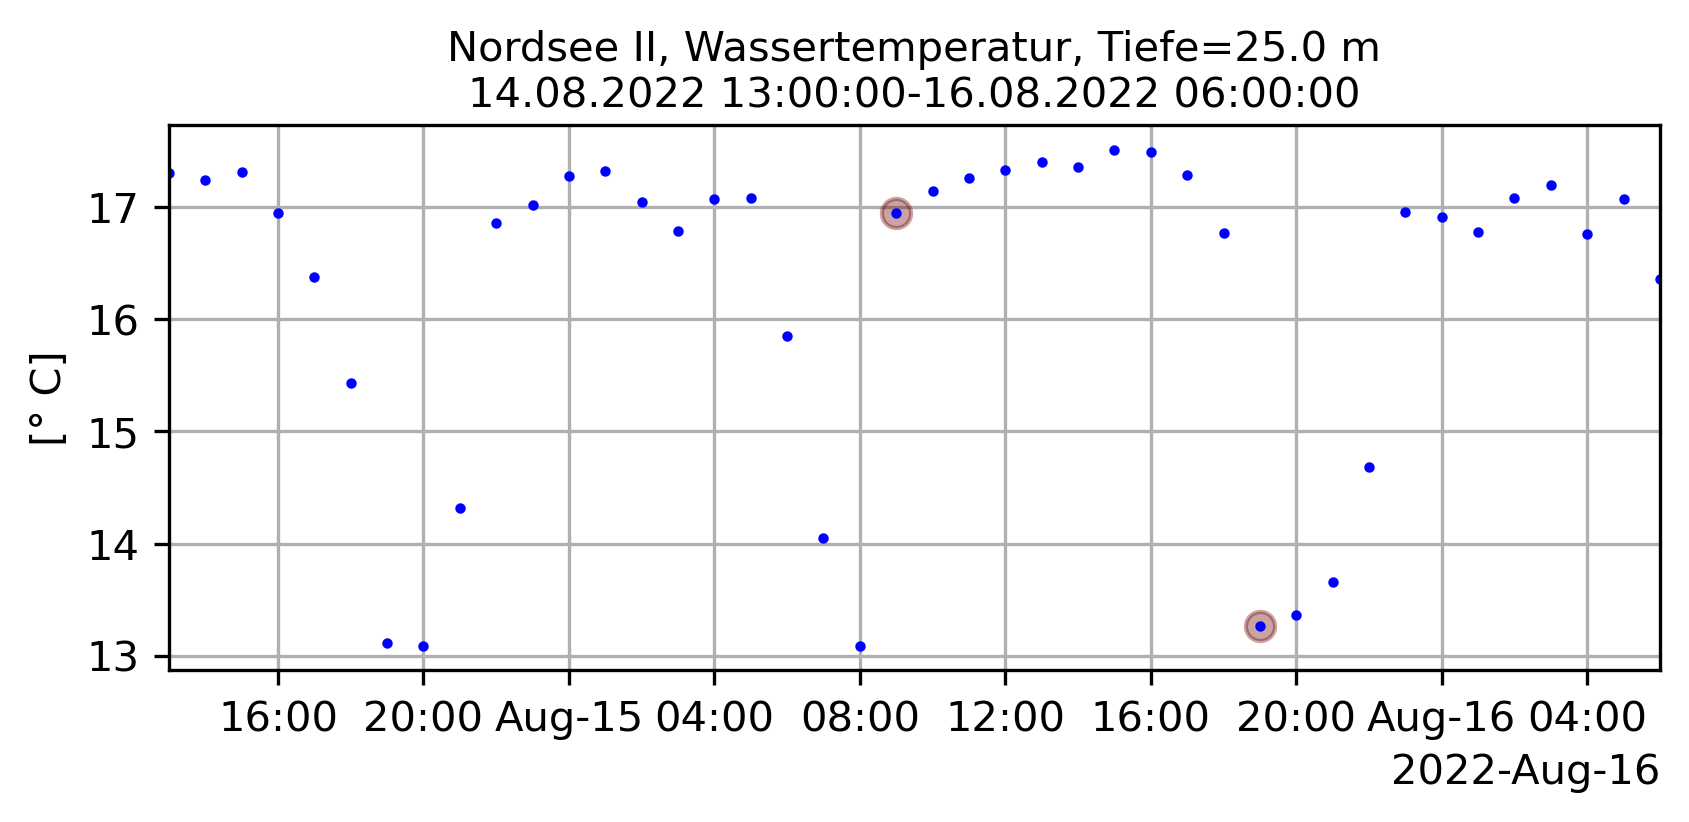 Nordsee II, Wassertemperatur, Tiefe=25.0 m
14.08.2022 13:00:00-16.08.2022 06:00:00
17
16
15
14
13
[° C]
16:00 20:00 Aug-15 04:00 08:00 12:00 16:00 20:00 Aug-16 04:00
2022-Aug-16